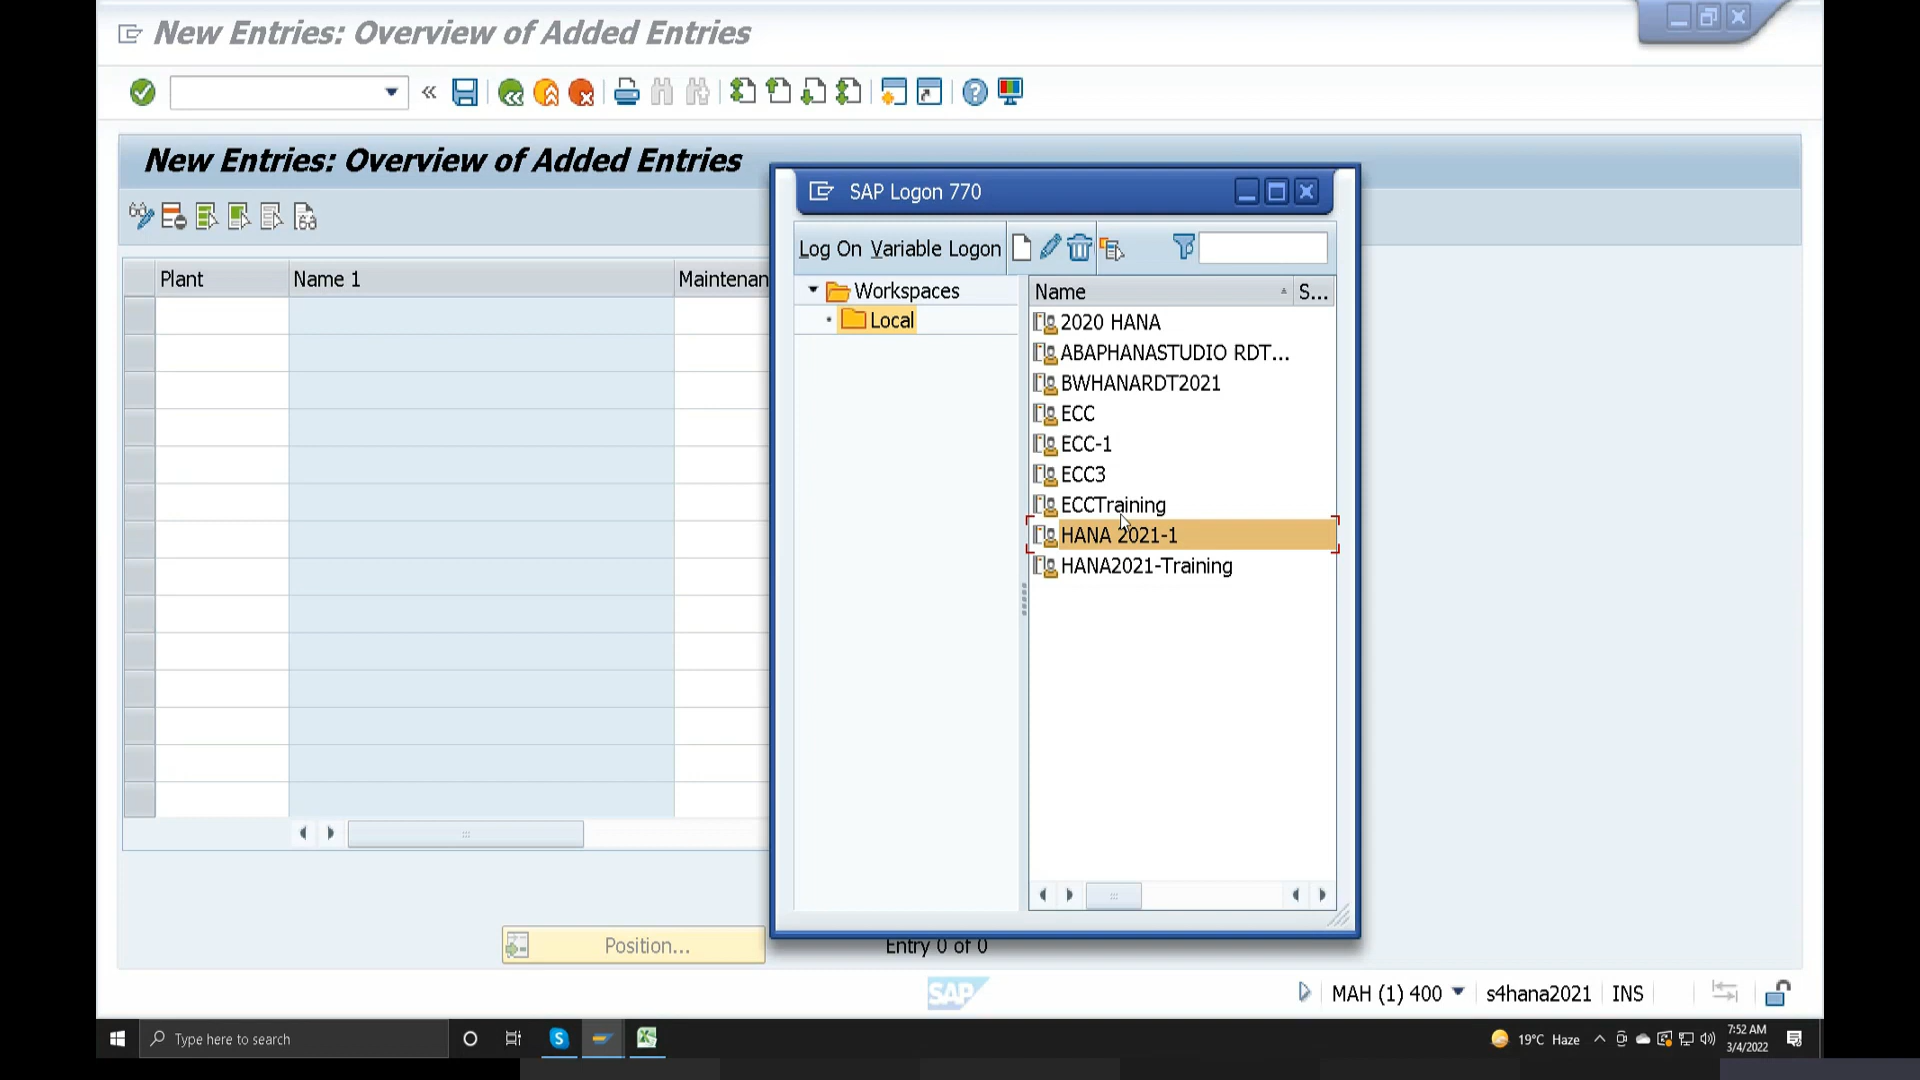 New Entries: Overview of Added Entries
New Entries: Overview of Added Entries
Plant Name 1 Maintenan
SAP Logon 770
Log On Variable Logon
Workspaces
Local
Name S...
2020 HANA
ABAPHANASTUDIO RDT...
BWHANARDT2021
ECC
ECC-1
ECC3
ECCTraining
HANA 2021-1
HANA2021-Training
Position...
Entry 0 of 0
SAP
MAH (1) 400 s4hana2021 INS
Type here to search
19°C Haze
7:52 AM
3/4/2022